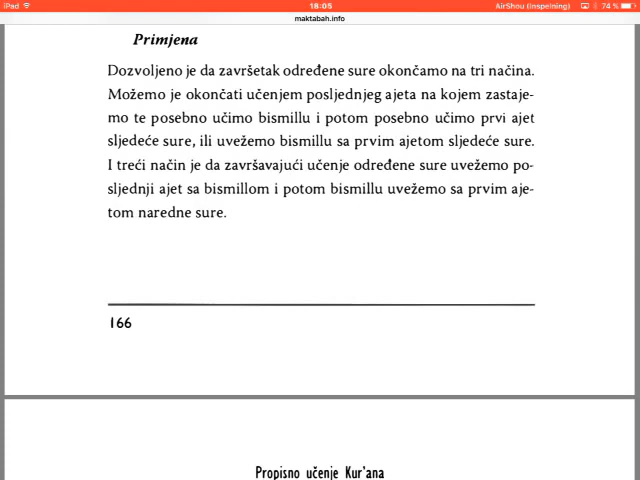 iPad 18:05 AirShou (Inspelning) 74 %
maktabah.info
Primjena
Dozvoljeno je da završetak određene sure okončamo na tri načina.
Možemo je okončati učenjem posljednjeg ajeta na kojem zastaje-
mo te posebno učimo bismillu i potom posebno učimo prvi ajet
sljedeće sure, ili uvežemo bismillu sa prvim ajetom sljedeće sure.
I treći način je da završavajući učenje određene sure uvežemo po-
sljednji ajet sa bismillom i potom bismillu uvežemo sa prvim aje-
tom naredne sure.
166
Propisno učenje Kur'ana